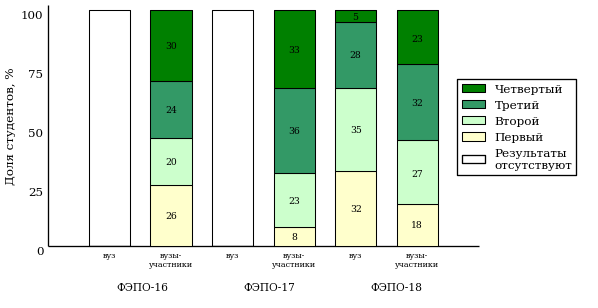 Доля студентов, %
100
75
50
25
0
30
24
20
26
33
36
23
8
5
28
35
32
23
32
27
18
вуз
вузы-
участники
вуз
вузы-
участники
вуз
вузы-
участники
ФЭПО-16
ФЭПО-17
ФЭПО-18
Четвертый
Третий
Второй
Первый
Результаты
отсутствуют